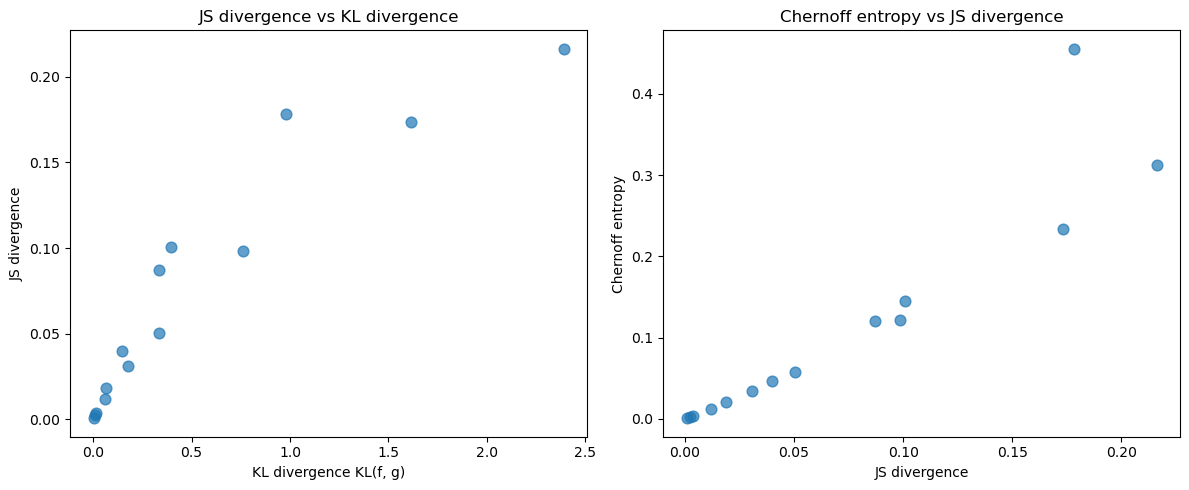 JS divergence vs KL divergence
JS divergence
0.20
0.15
0.10
0.05
0.00
0.0 0.5 1.0 1.5 2.0 2.5
KL divergence KL(f, g)
Chernoff entropy vs JS divergence
Chernoff entropy
0.4
0.3
0.2
0.1
0.0
0.00 0.05 0.10 0.15 0.20
JS divergence